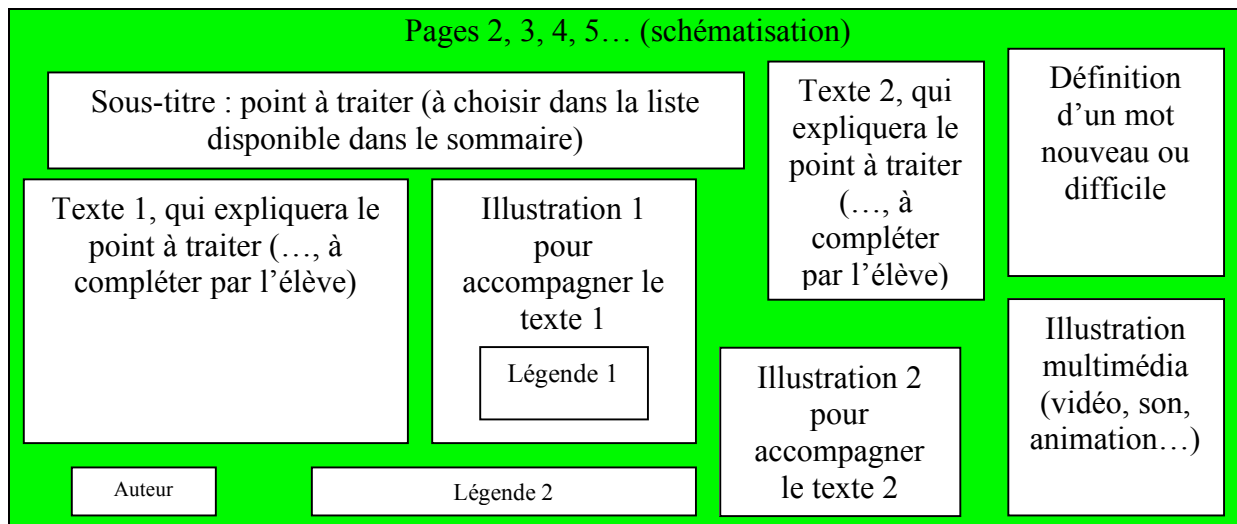 Pages 2, 3, 4, 5… (schématisation)
Sous-titre : point à traiter (à choisir dans la liste
disponible dans le sommaire)
Texte 1, qui expliquera le
point à traiter (…, à
compléter par l’élève)
Illustration 1
pour
accompagner le
texte 1
Légende 1
Texte 2, qui
expliquera le
point à traiter
(…, à
compléter
par l’élève)
Définition
d’un mot
nouveau ou
difficile
Illustration 2
pour
accompagner
le texte 2
Illustration
multimédia
(vidéo, son,
animation…)
Auteur
Légende 2